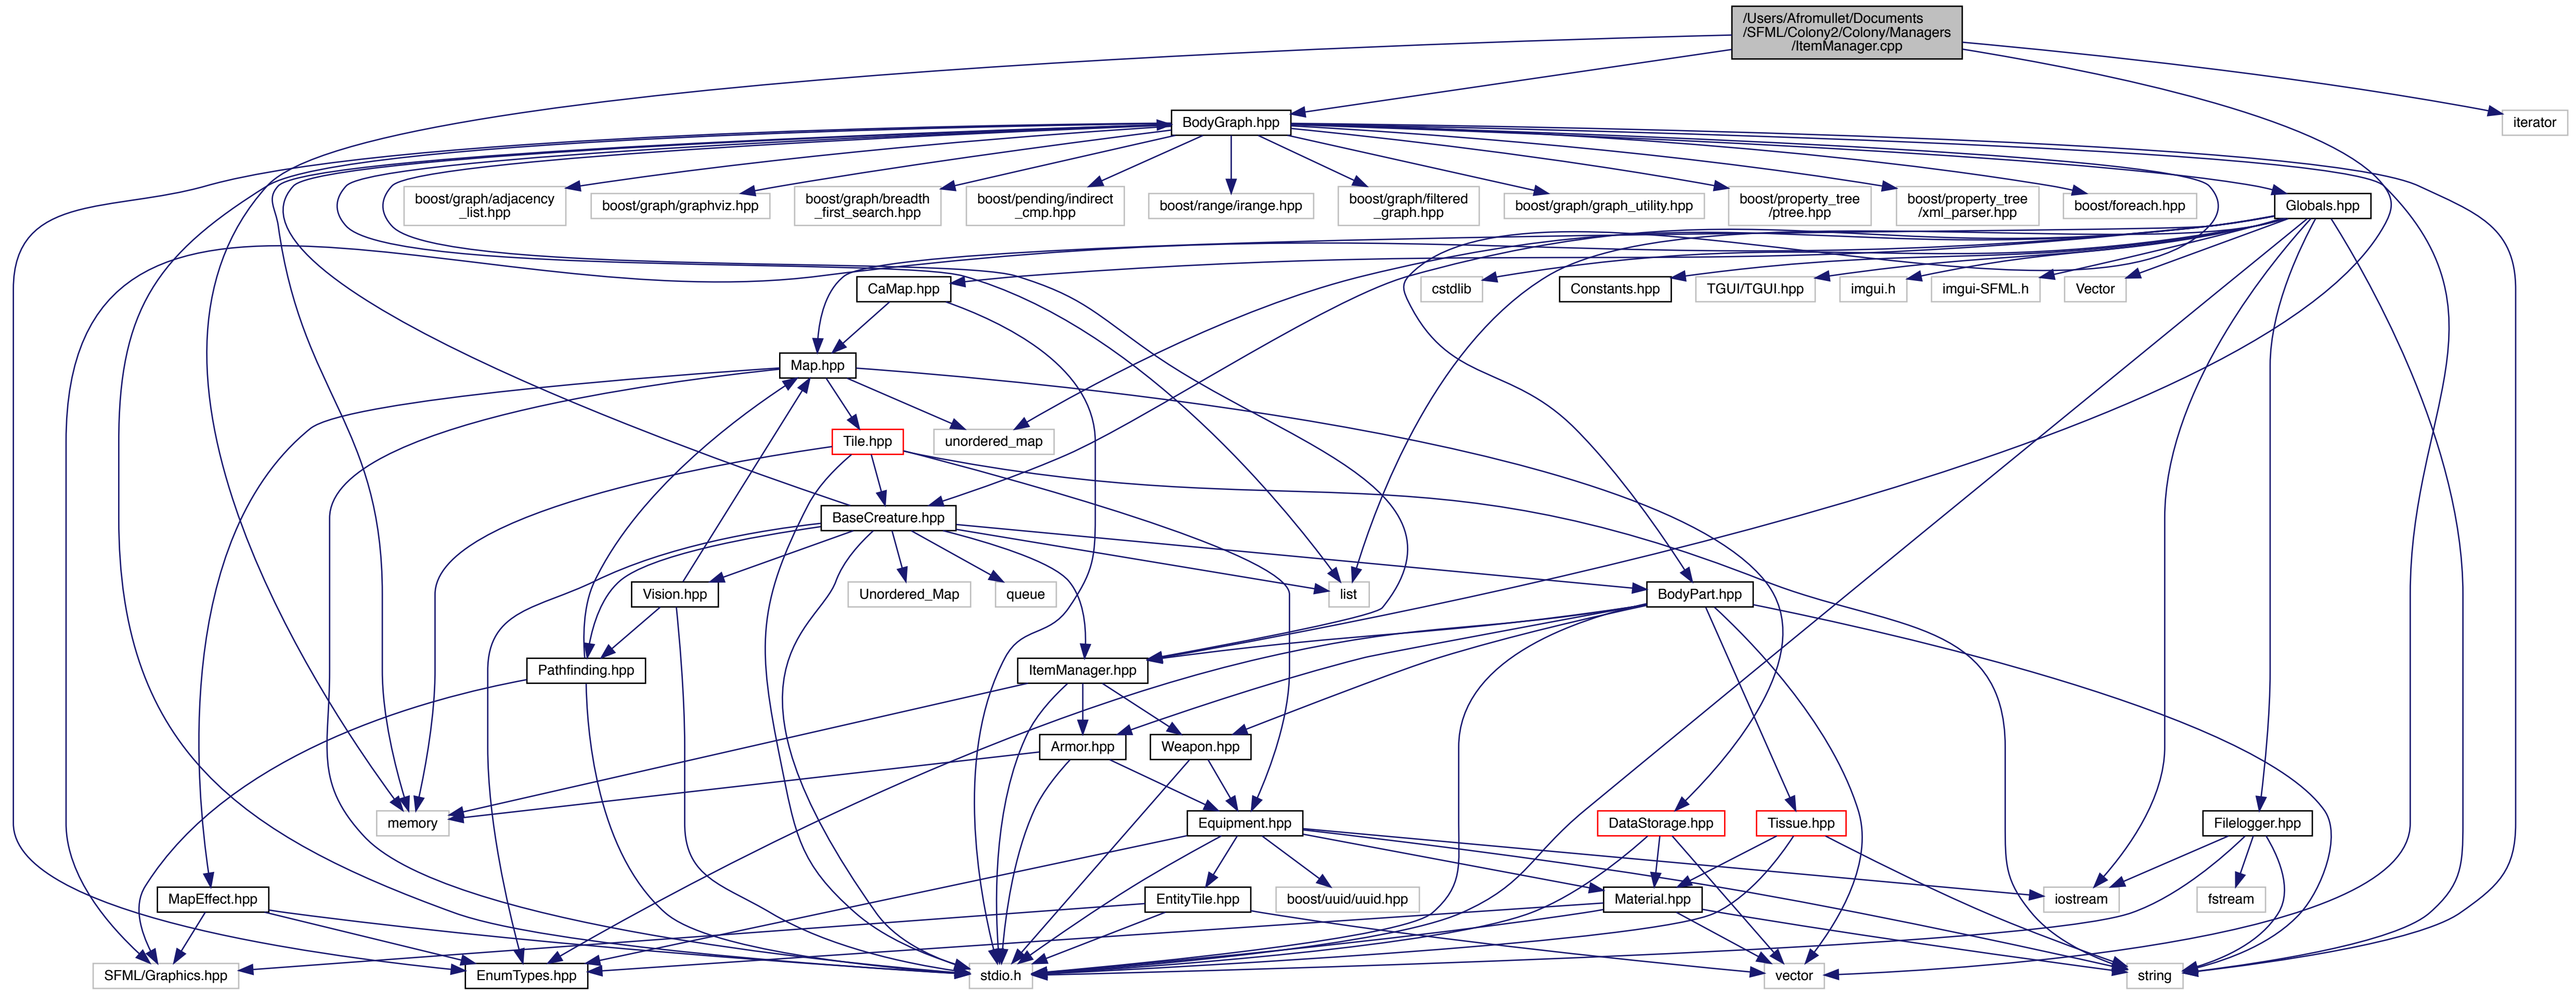 /Users/Afromullet/Documents
/SFML/Colony2/Colony/Managers
/ItemManager.cpp
BodyGraph.hpp
iterator
boost/graph/adjacency
_list.hpp
boost/graph/graphviz.hpp
boost/graph/breadth
_first_search.hpp
boost/pending/indirect
_cmp.hpp
boost/range/irange.hpp
boost/graph/filtered
_graph.hpp
boost/graph/graph_utility.hpp
boost/property_tree
/ptree.hpp
boost/property_tree
/xml_parser.hpp
boost/foreach.hpp
Globals.hpp
CaMap.hpp
cstdlib
Constants.hpp
TGUI/TGUI.hpp
imgui.h
imgui-SFML.h
Vector
Map.hpp
Tile.hpp
unordered_map
BaseCreature.hpp
Vision.hpp
Unordered_Map
queue
list
BodyPart.hpp
Pathfinding.hpp
ItemManager.hpp
Armor.hpp
Weapon.hpp
memory
Equipment.hpp
DataStorage.hpp
Tissue.hpp
Filelogger.hpp
MapEffect.hpp
EntityTile.hpp
boost/uuid/uuid.hpp
Material.hpp
iostream
fstream
SFML/Graphics.hpp
EnumTypes.hpp
stdio.h
vector
string